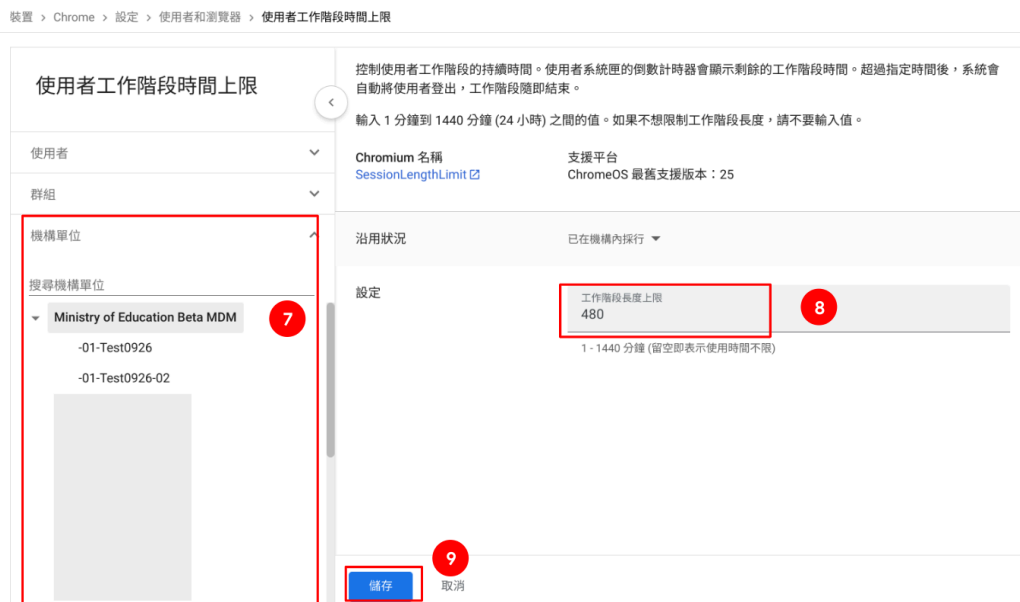 裝置 > Chrome > 設定 > 使用者和瀏覽器 > 使用者工作階段時間上限
使用者工作階段時間上限
使用者
群組
機構單位
搜尋機構單位
Ministry of Education Beta MDM
7
-01-Test0926
-01-Test0926-02
控制使用者工作階段的持續時間。使用者系統匣的倒數計時器會顯示剩餘的工作階段時間。超過指定時間後，系統會
自動將使用者登出，工作階段隨即結束。
輸入 1 分鐘到 1440 分鐘 (24 小時) 之間的值。如果不想限制工作階段長度，請不要輸入值。
Chromium 名稱
SessionLengthLimit
支援平台
ChromeOS 最舊支援版本：25
沿用狀況
已在機構內採行
設定
工作階段長度上限
480
8
1 - 1440 分鐘 (留空即表示使用時間不限)
9
儲存
取消